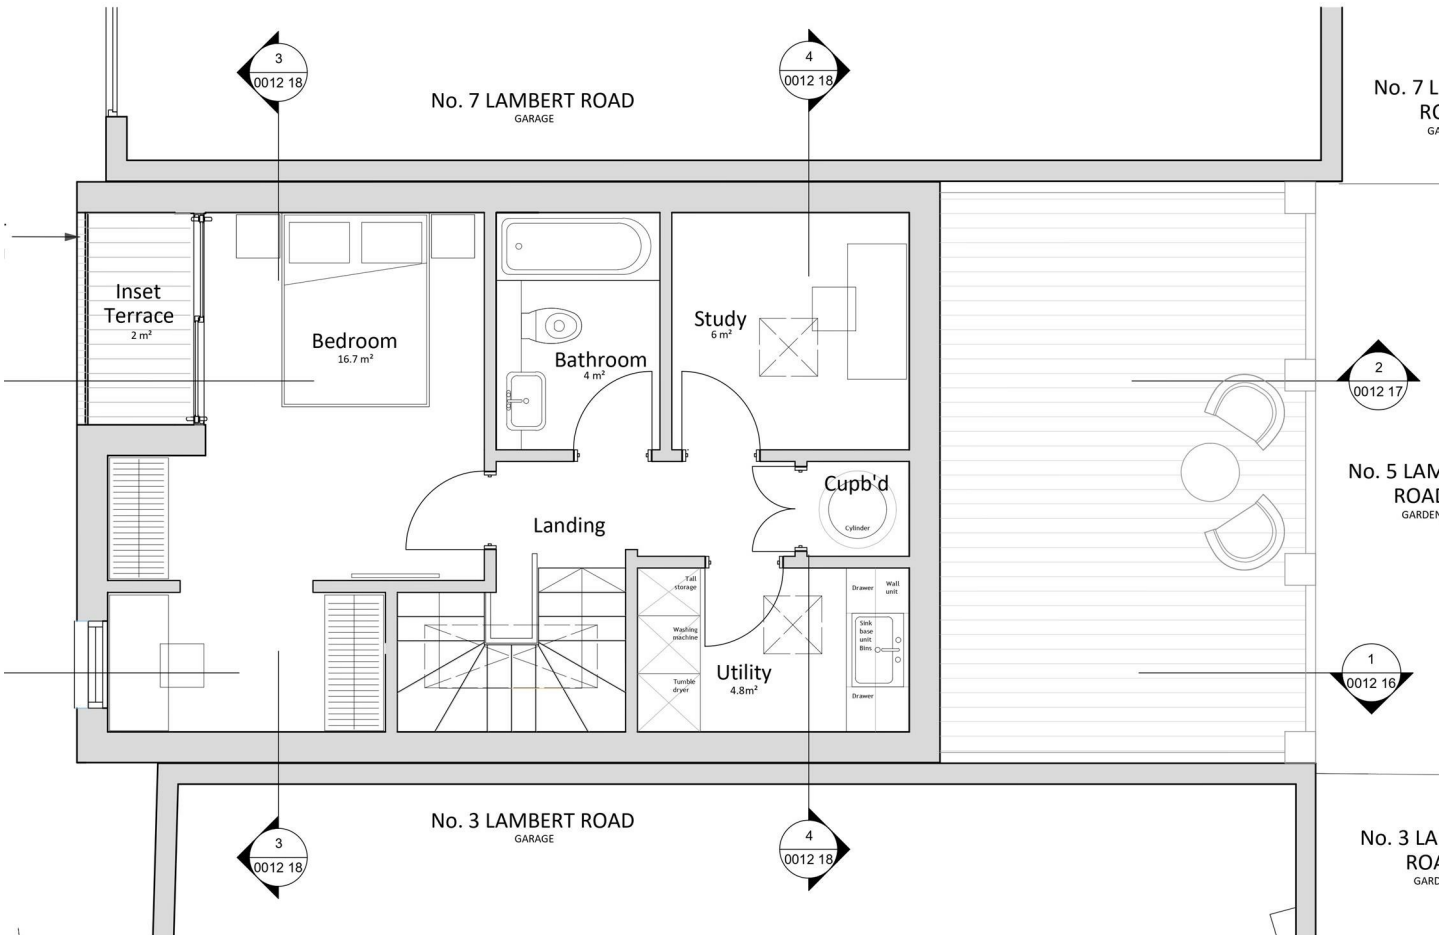 3
0012 18
4
0012 18
No. 7 LAMBERT ROAD
GARAGE
No. 7 L
RO
GA
Inset
Terrace
2 m²
Bedroom
16.7 m²
Bathroom
4 m²
Study
6 m²
2
0012 17
Cupb'd
Cylinder
Landing
No. 5 LAM
ROAD
GARDEN
Tall
storage
Washing
machine
Tumble
dryer
Utility
4.8m²
Drawer
Wall
unit
Sink
base
unit
Bins
Drawer
1
0012 16
No. 3 LAMBERT ROAD
GARAGE
3
0012 18
4
0012 18
No. 3 LA
ROA
GARD